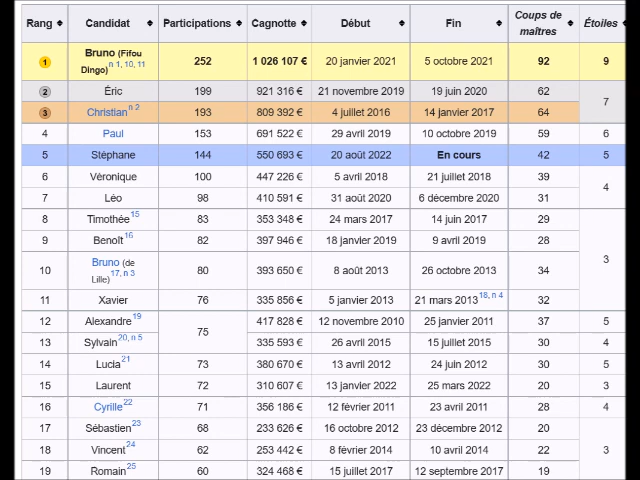 Rang Candidat Participations Cagnotte Début Fin Coups de maîtres Étoiles
1 Bruno (Fifou Dingo) n 1, 10, 11 252 1 026 107 € 20 janvier 2021 5 octobre 2021 92 9
2 Éric 199 921 316 € 21 novembre 2019 19 juin 2020 62 7
3 Christian n 2 193 809 392 € 4 juillet 2016 14 janvier 2017 64
4 Paul 153 691 522 € 29 avril 2019 10 octobre 2019 59 6
5 Stéphane 144 550 693 € 20 août 2022 En cours 42 5
6 Véronique 100 447 226 € 5 avril 2018 21 juillet 2018 39 4
7 Léo 98 410 591 € 31 août 2020 6 décembre 2020 31
8 Timothée 15 83 353 348 € 24 mars 2017 14 juin 2017 29 3
9 Benoît 16 82 397 946 € 18 janvier 2019 9 avril 2019 28
10 Bruno (de Lille) 17, n 3 80 393 650 € 8 août 2013 26 octobre 2013 34
11 Xavier 76 335 856 € 5 janvier 2013 21 mars 2013 18, n 4 32
12 Alexandre 19 75 417 828 € 12 novembre 2010 25 janvier 2011 37 5
13 Sylvain 20, n 5 335 593 € 26 avril 2015 15 juillet 2015 30 4
14 Lucia 21 73 380 670 € 13 avril 2012 24 juin 2012 30 5
15 Laurent 72 310 607 € 13 janvier 2022 25 mars 2022 20 3
16 Cyrille 22 71 356 186 € 12 février 2011 23 avril 2011 28 4
17 Sébastien 23 68 233 626 € 16 octobre 2012 23 décembre 2012 20 3
18 Vincent 24 62 253 442 € 8 février 2014 10 avril 2014 22
19 Romain 25 60 324 468 € 15 juillet 2017 12 septembre 2017 19